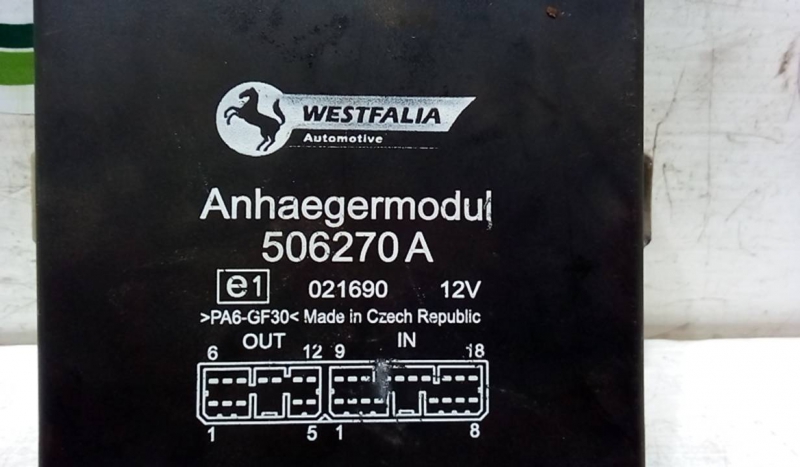 WESTFALIA
Automotive
Anhaegermodul
506270 A
e1 021690 12V
>PA6-GF30< Made in Czech Republic
OUT IN
6 12 9 18
1 5 1 8